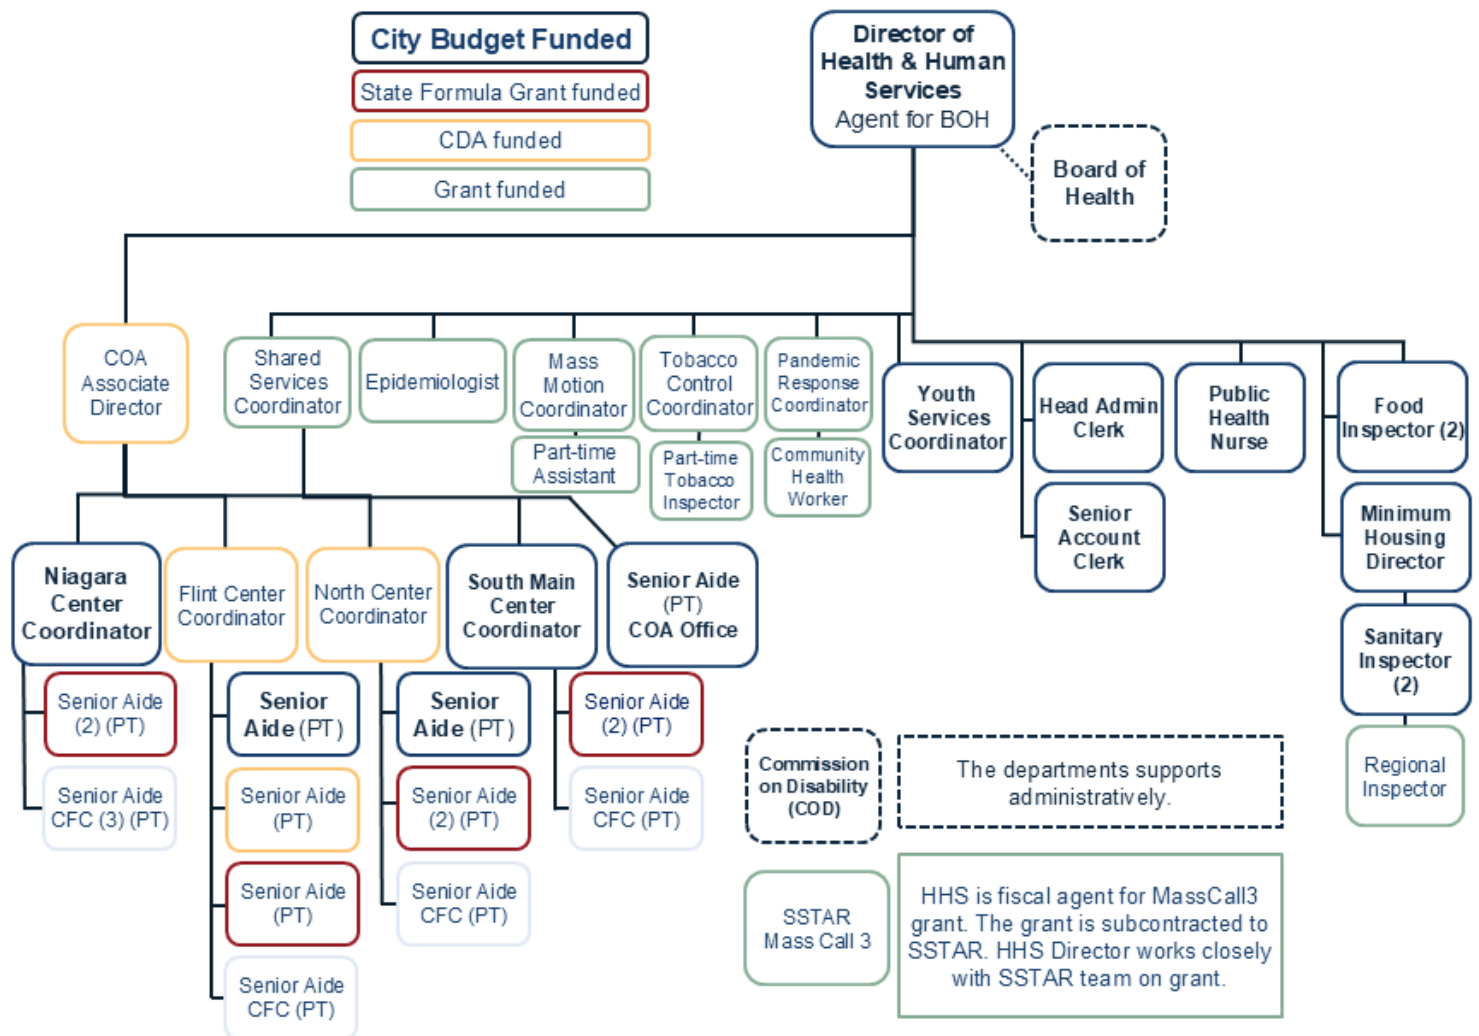 City Budget Funded
State Formula Grant funded
CDA funded
Grant funded
Director of
Health & Human
Services
Agent for BOH
Board of
Health
COA
Associate
Director
Shared
Services
Coordinator
Epidemiologist
Mass
Motion
Coordinator
Part-time
Assistant
Tobacco
Control
Coordinator
Part-time
Tobacco
Inspector
Pandemic
Response
Coordinator
Community
Health
Worker
Youth
Services
Coordinator
Head Admin
Clerk
Senior
Account
Clerk
Public
Health
Nurse
Food
Inspector (2)
Minimum
Housing
Director
Sanitary
Inspector
(2)
Regional
Inspector
Niagara
Center
Coordinator
Senior Aide
(2) (PT)
Senior Aide
CFC (3) (PT)
Flint Center
Coordinator
Senior
Aide (PT)
Senior Aide
(PT)
Senior Aide
(PT)
Senior Aide
CFC (PT)
North Center
Coordinator
Senior
Aide (PT)
Senior Aide
(2) (PT)
Senior Aide
CFC (PT)
South Main
Center
Coordinator
Senior Aide
(2) (PT)
Senior Aide
CFC (PT)
Senior Aide
(PT)
COA Office
Commission
on Disability
(COD)
The departments supports
administratively.
SSTAR
Mass Call 3
HHS is fiscal agent for MassCall3
grant. The grant is subcontracted to
SSTAR. HHS Director works closely
with SSTAR team on grant.